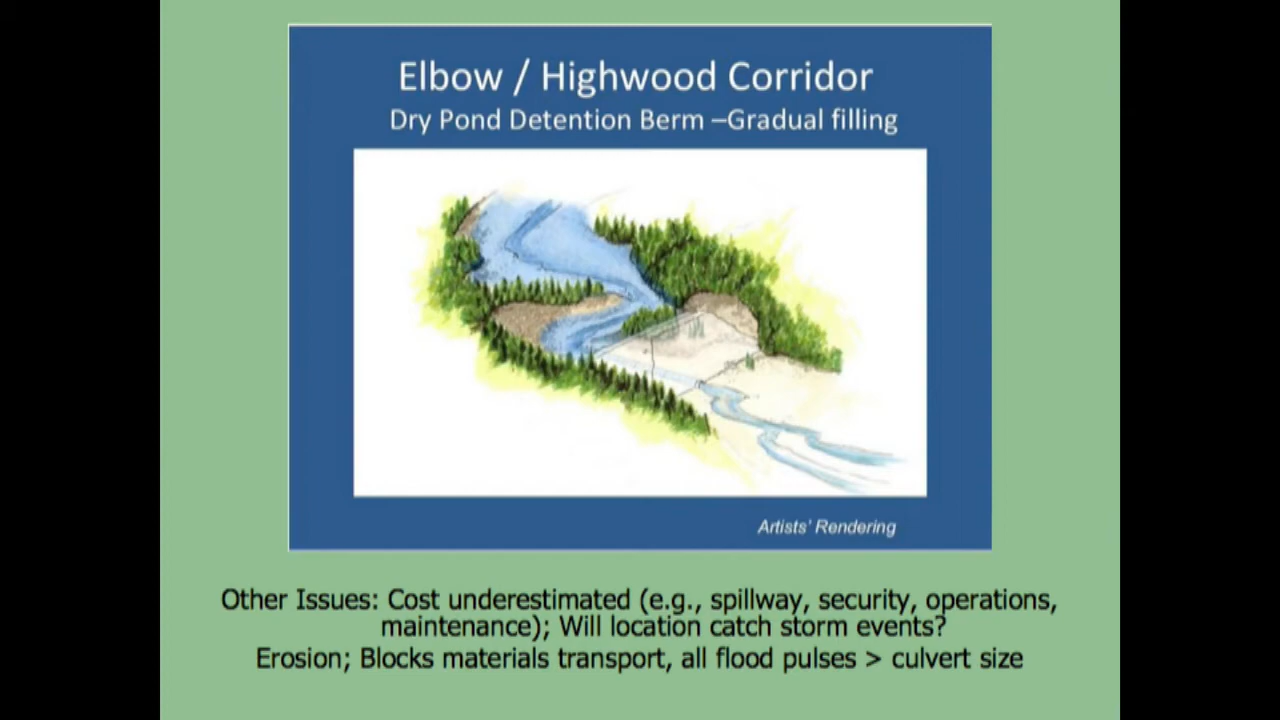 Elbow / Highwood Corridor
Dry Pond Detention Berm –Gradual filling
Artists' Rendering
Other Issues: Cost underestimated (e.g., spillway, security, operations,
maintenance); Will location catch storm events?
Erosion; Blocks materials transport, all flood pulses > culvert size